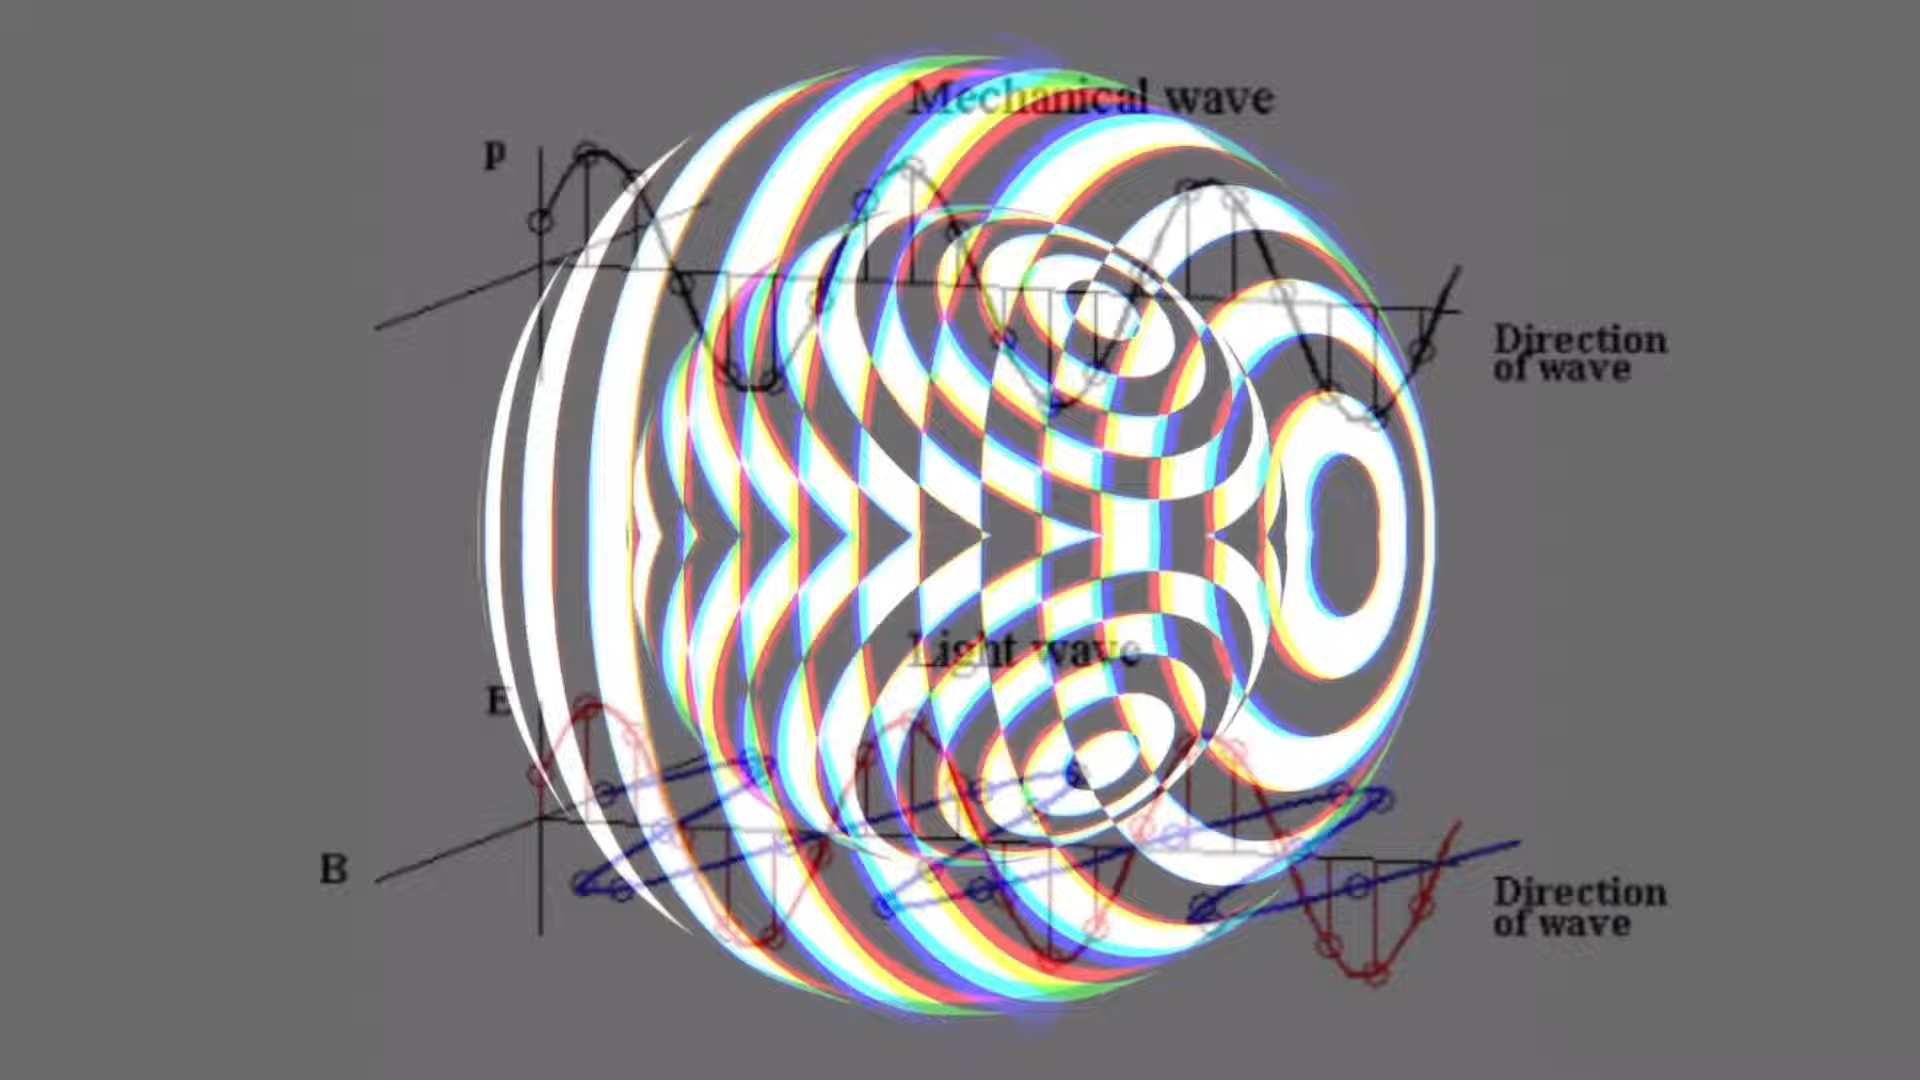 Mechanical wave
p
Direction
of wave
Light wave
E
B
Direction
of wave